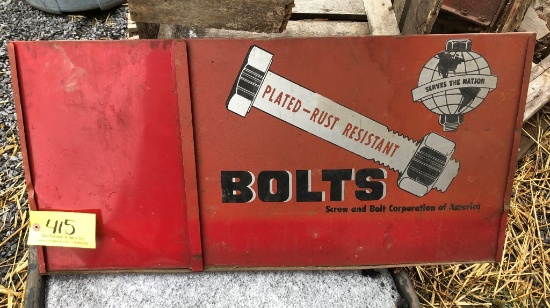 SERVES THE NATION
PLATED-RUST RESISTANT
BOLTS
Screw and Bolt Corporation of America
415